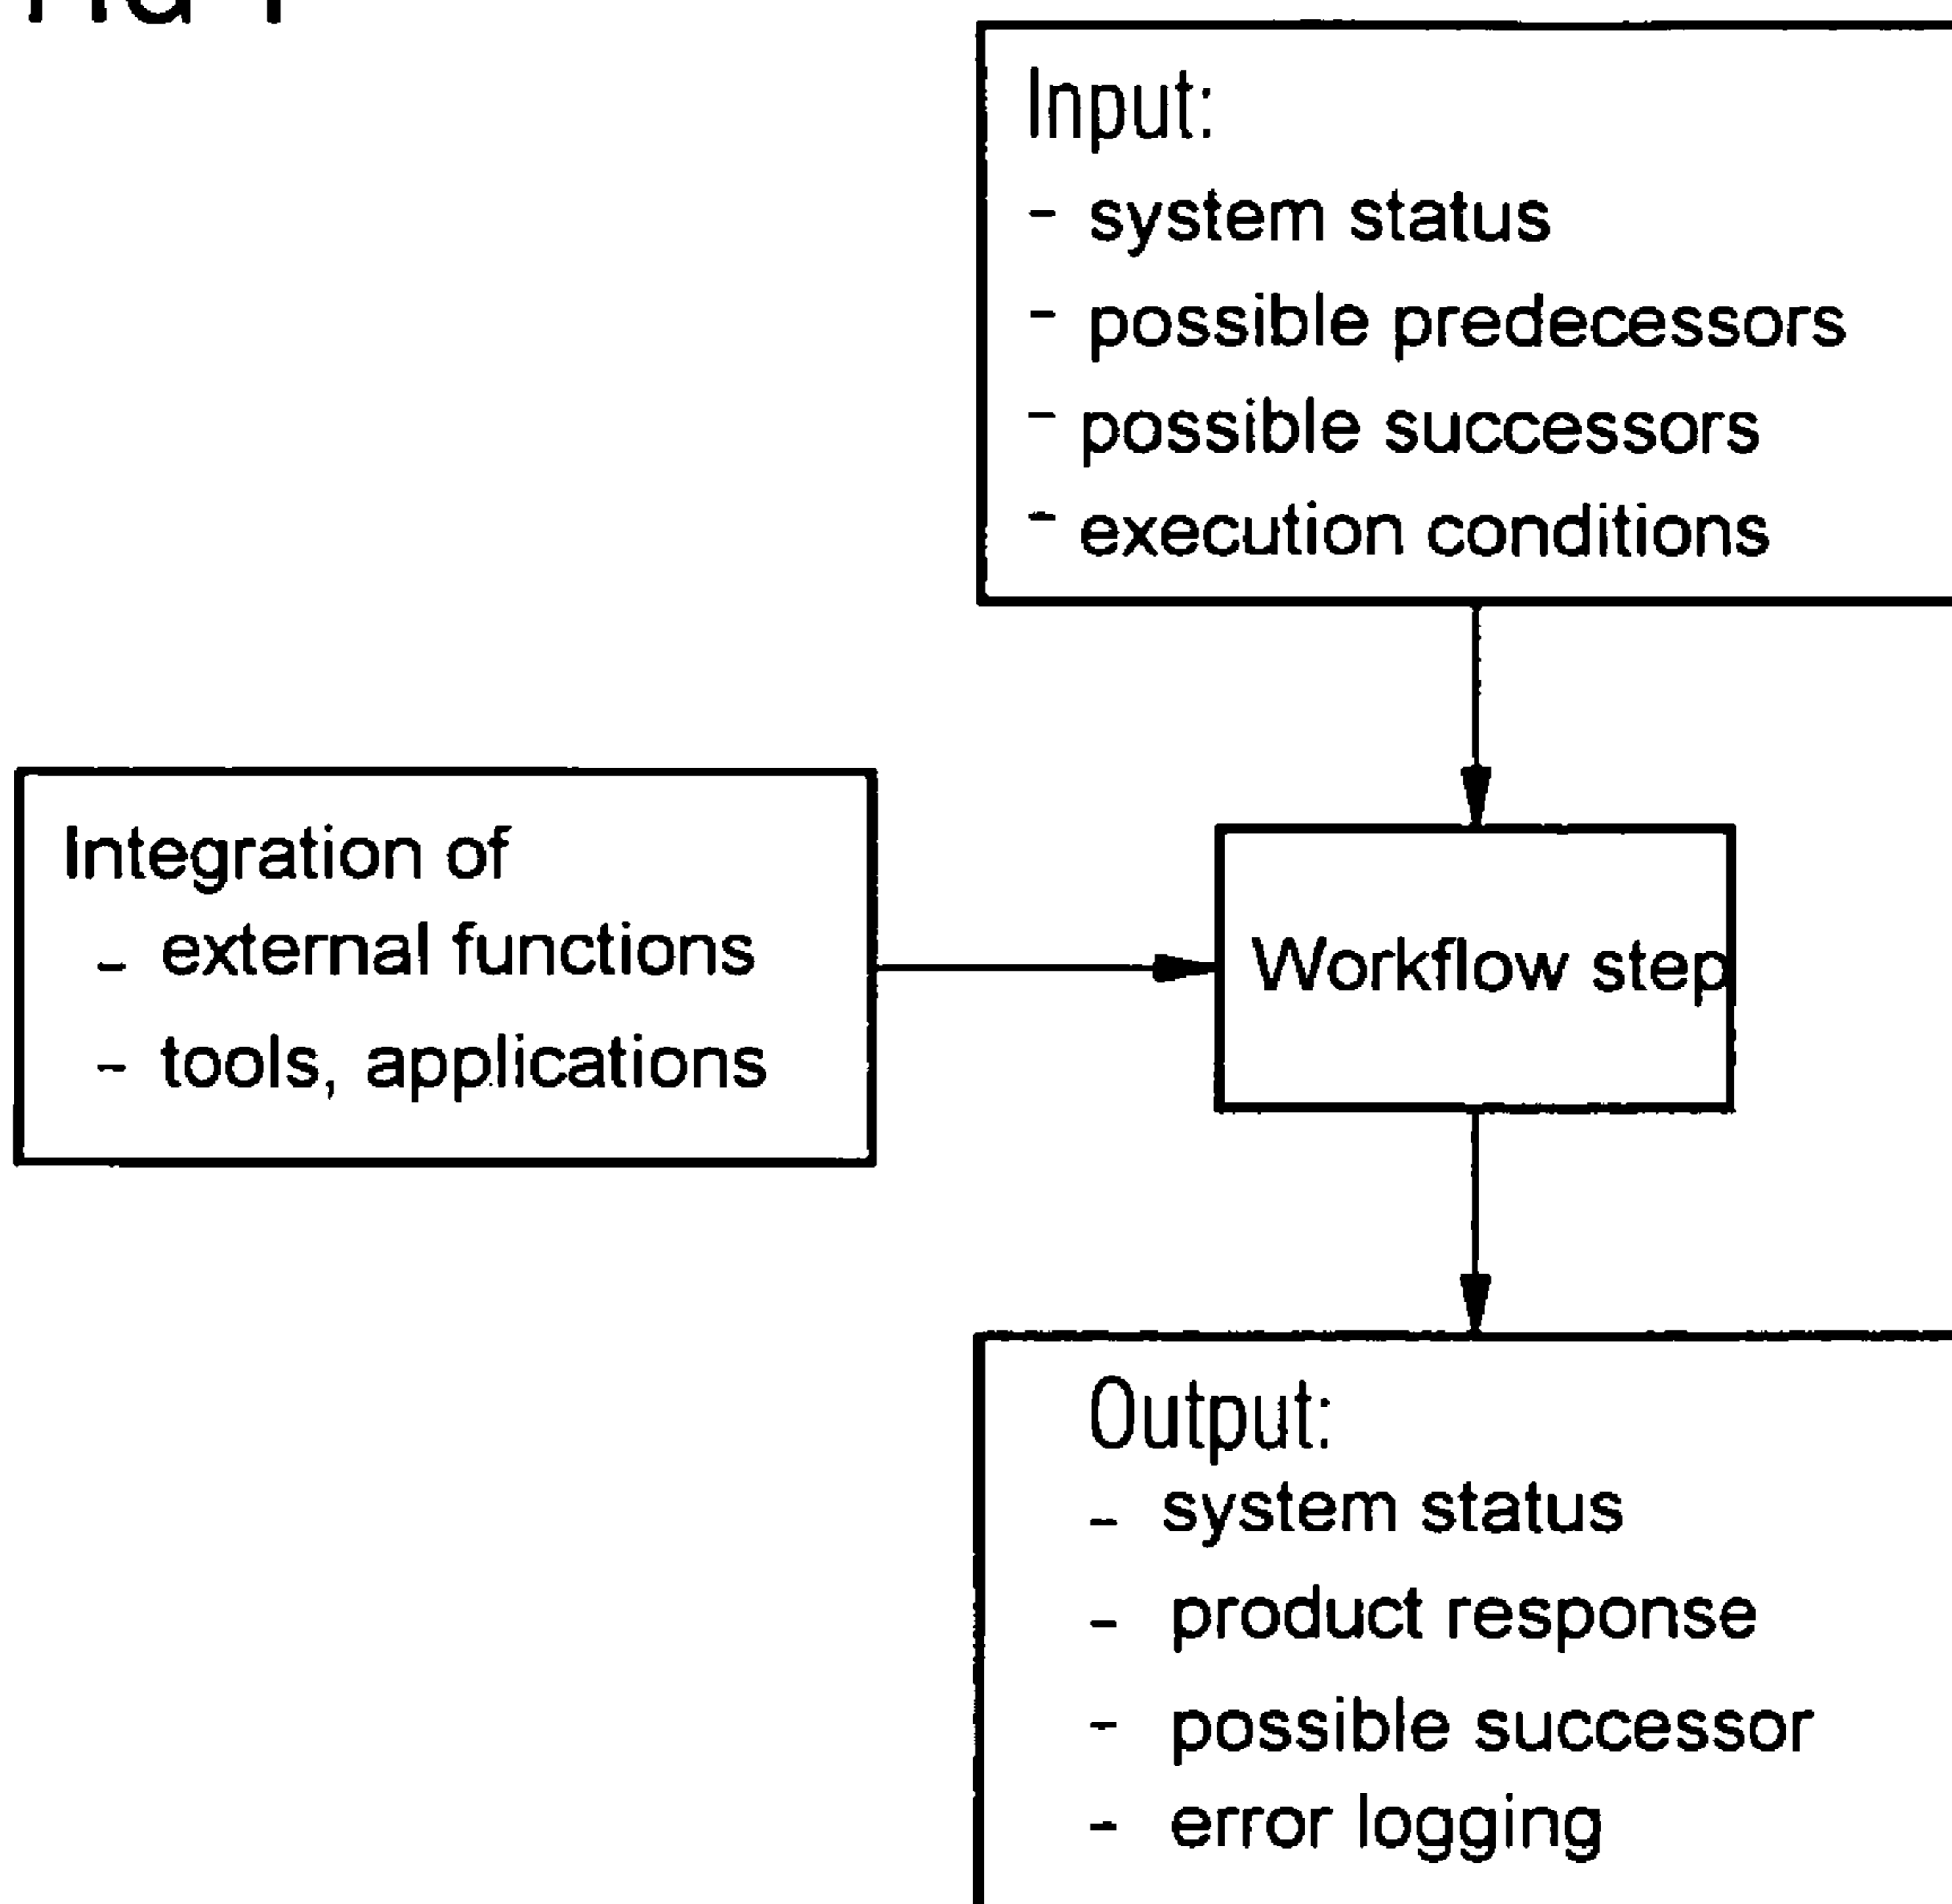 Input:
- system status
- possible predecessors
- possible successors
- execution conditions
Integration of
- external functions
- tools, applications
Workflow step
Output:
- system status
- product response
- possible successor
- error logging